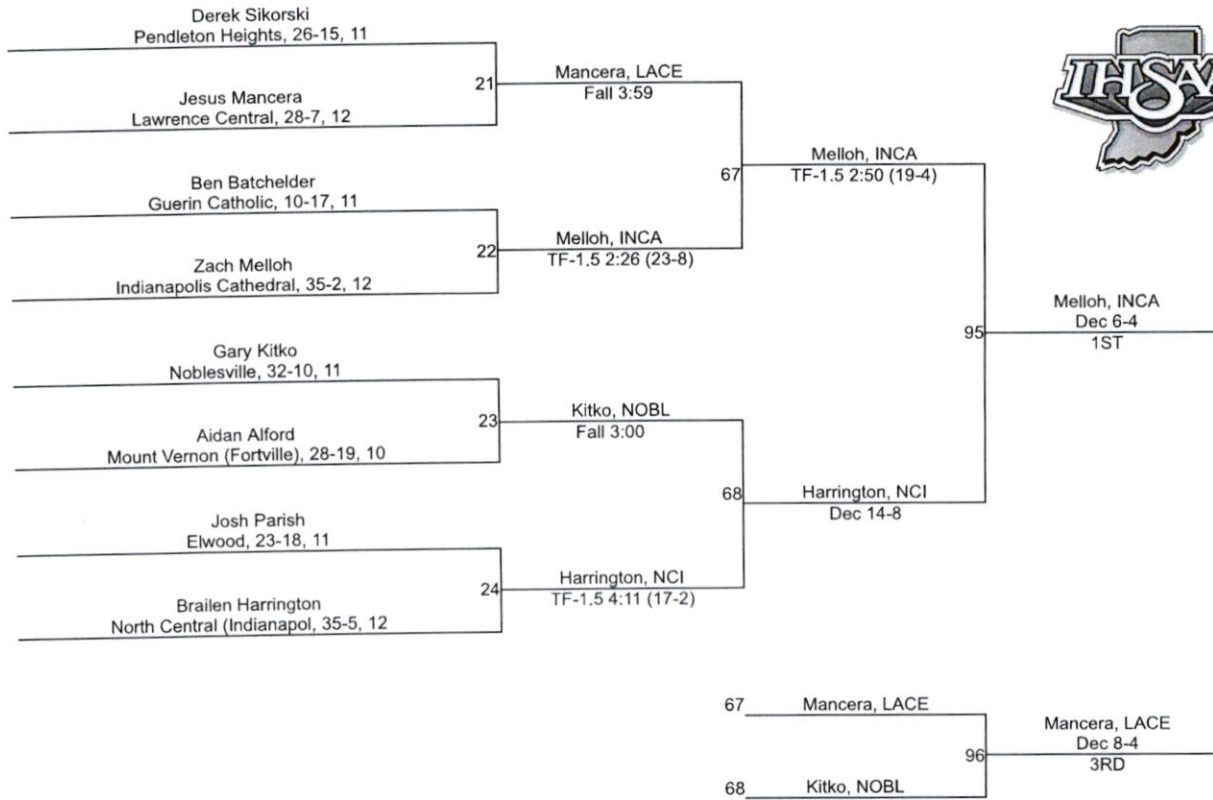 Derek Sikorski
Pendleton Heights, 26-15, 11
21
Mancera, LACE
Fall 3:59
Jesus Mancera
Lawrence Central, 28-7, 12
67
Melloh, INCA
TF-1.5 2:50 (19-4)
Ben Batchelder
Guerin Catholic, 10-17, 11
22
Melloh, INCA
TF-1.5 2:26 (23-8)
Zach Melloh
Indianapolis Cathedral, 35-2, 12
95
Melloh, INCA
Dec 6-4
1ST
Gary Kitko
Noblesville, 32-10, 11
23
Kitko, NOBL
Fall 3:00
Aidan Alford
Mount Vernon (Fortville), 28-19, 10
68
Harrington, NCI
Dec 14-8
Josh Parish
Elwood, 23-18, 11
24
Harrington, NCI
TF-1.5 4:11 (17-2)
Brailen Harrington
North Central (Indianapol, 35-5, 12
67
Mancera, LACE
96
Mancera, LACE
Dec 8-4
3RD
68
Kitko, NOBL
IHSAA